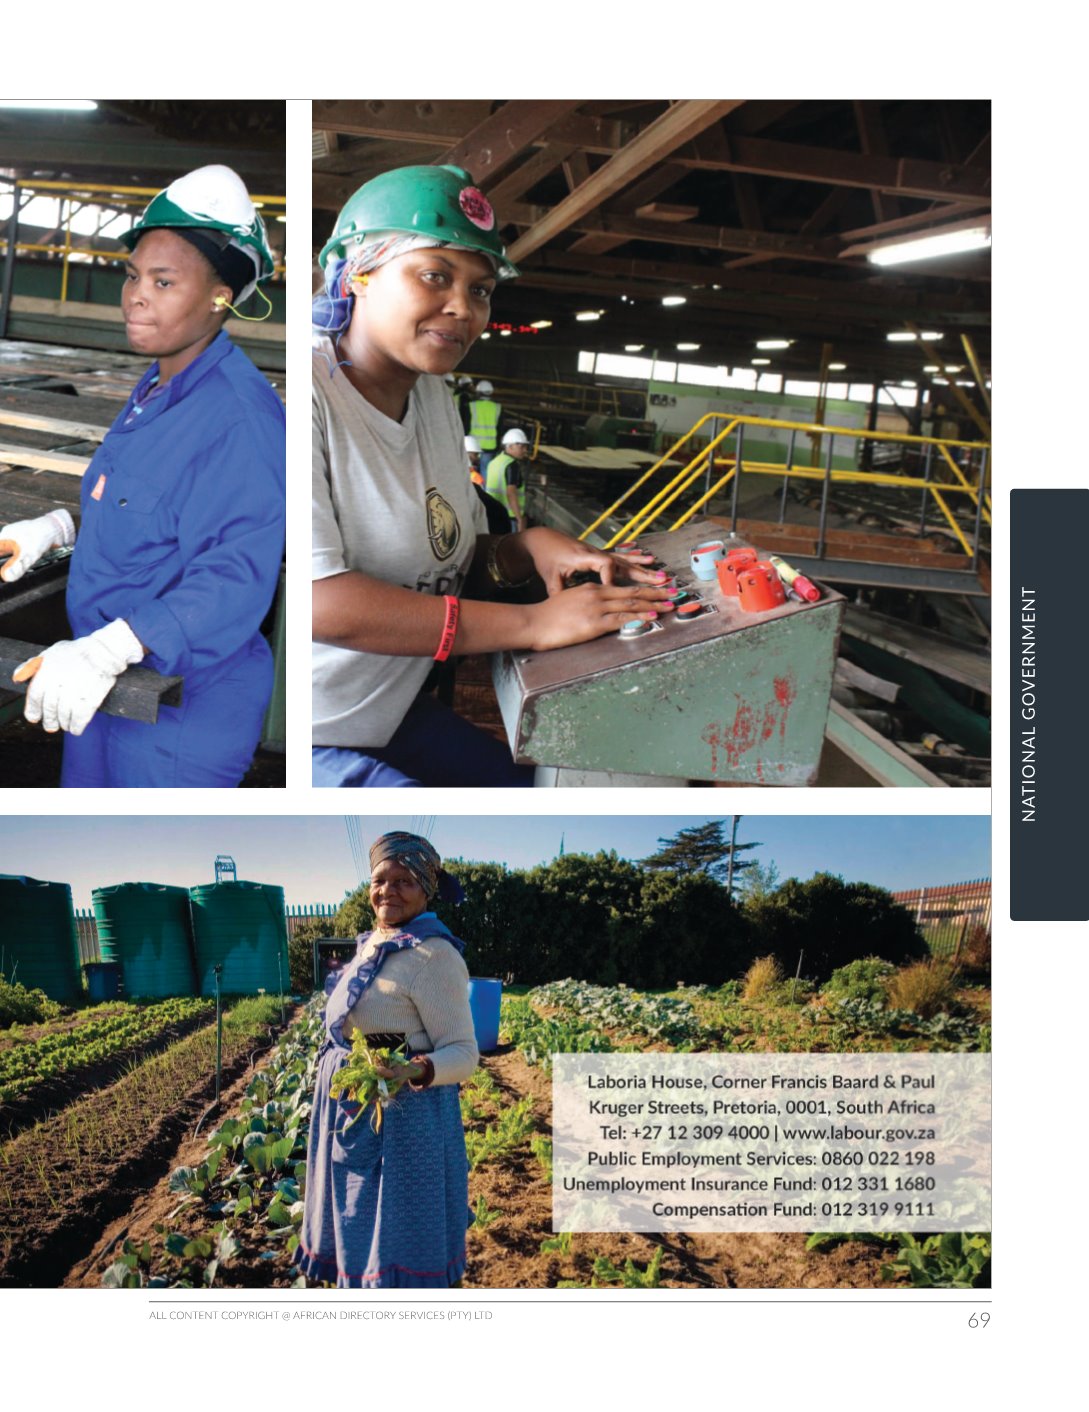 Safety First
NATIONAL GOVERNMENT
Laboria House, Corner Francis Baard & Paul
Kruger Streets, Pretoria, 0001, South Africa
Tel: +27 12 309 4000 | www.labour.gov.za
Public Employment Services: 0860 022 198
Unemployment Insurance Fund: 012 331 1680
Compensation Fund: 012 319 9111
ALL CONTENT COPYRIGHT @ AFRICAN DIRECTORY SERVICES (PTY) LTD
69